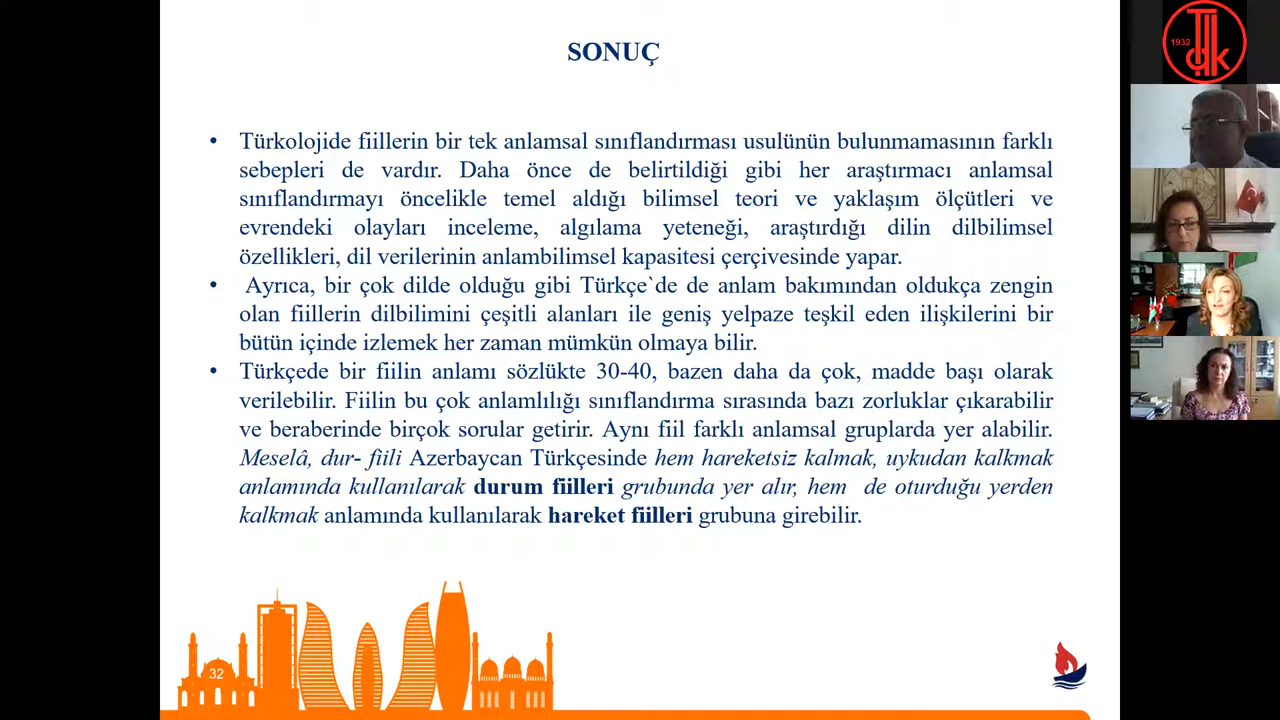 SONUÇ
• Türkolojide fiillerin bir tek anlamsal sınıflandırması usulünün bulunmamasının farklı
sebepleri de vardır. Daha önce de belirtildiği gibi her araştırmacı anlamsal
sınıflandırmayı öncelikle temel aldığı bilimsel teori ve yaklaşım ölçütleri ve
evrendeki olayları inceleme, algılama yeteneği, araştırdığı dilin dilbilimsel
özellikleri, dil verilerinin anlambilimsel kapasitesi çerçivesinde yapar.
• Ayrıca, bir çok dilde olduğu gibi Türkçe`de de anlam bakımından oldukça zengin
olan fiillerin dilbilimini çeşitli alanları ile geniş yelpaze teşkil eden ilişkilerini bir
bütün içinde izlemek her zaman mümkün olmaya bilir.
• Türkçede bir fiilin anlamı sözlükte 30-40, bazen daha da çok, madde başı olarak
verilebilir. Fiilin bu çok anlamlılığı sınıflandırma sırasında bazı zorluklar çıkarabilir
ve beraberinde birçok sorular getirir. Aynı fiil farklı anlamsal gruplarda yer alabilir.
Meselâ, dur- fiili Azerbaycan Türkçesinde hem hareketsiz kalmak, uykudan kalkmak
anlamında kullanılarak durum fiilleri grubunda yer alır, hem de oturduğu yerden
kalkmak anlamında kullanılarak hareket fiilleri grubuna girebilir.
32
1932
TDK